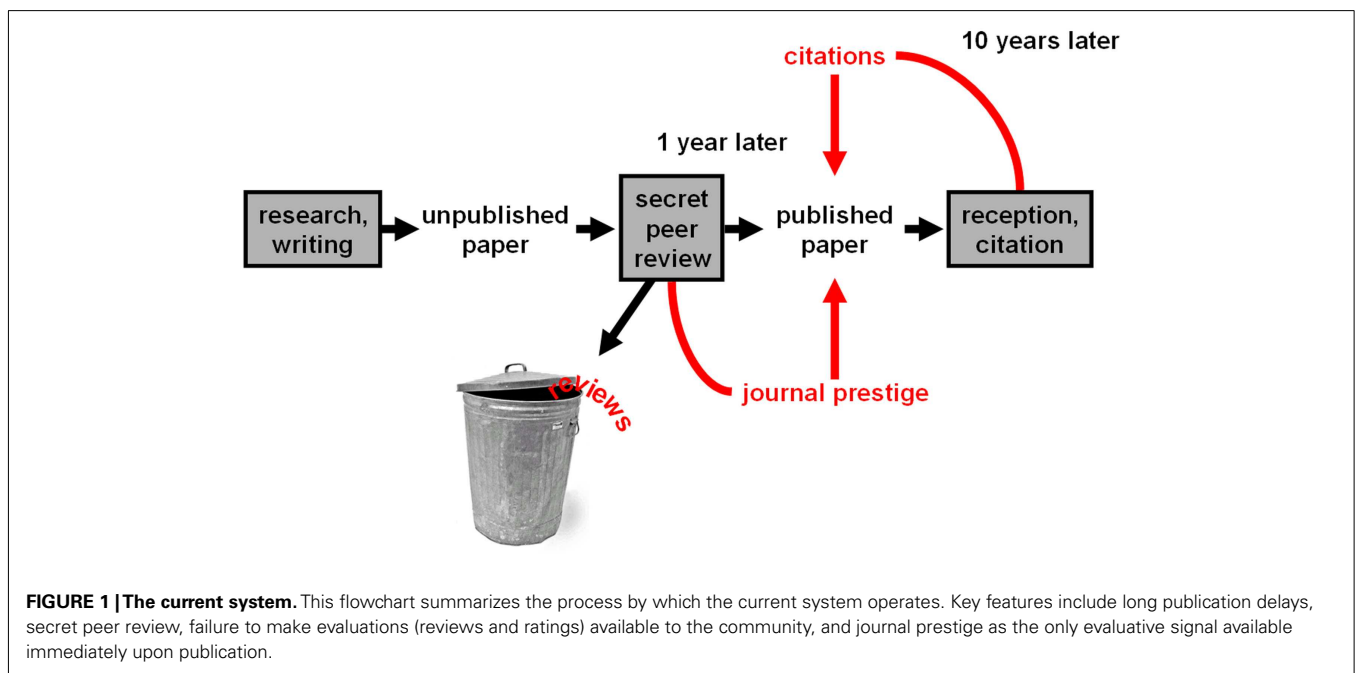 10 years later
citations
1 year later
research,
writing
unpublished
paper
secret
peer
review
published
paper
reception,
citation
reviews
journal prestige
FIGURE 1 | The current system. This flowchart summarizes the process by which the current system operates. Key features include long publication delays,
secret peer review, failure to make evaluations (reviews and ratings) available to the community, and journal prestige as the only evaluative signal available
immediately upon publication.